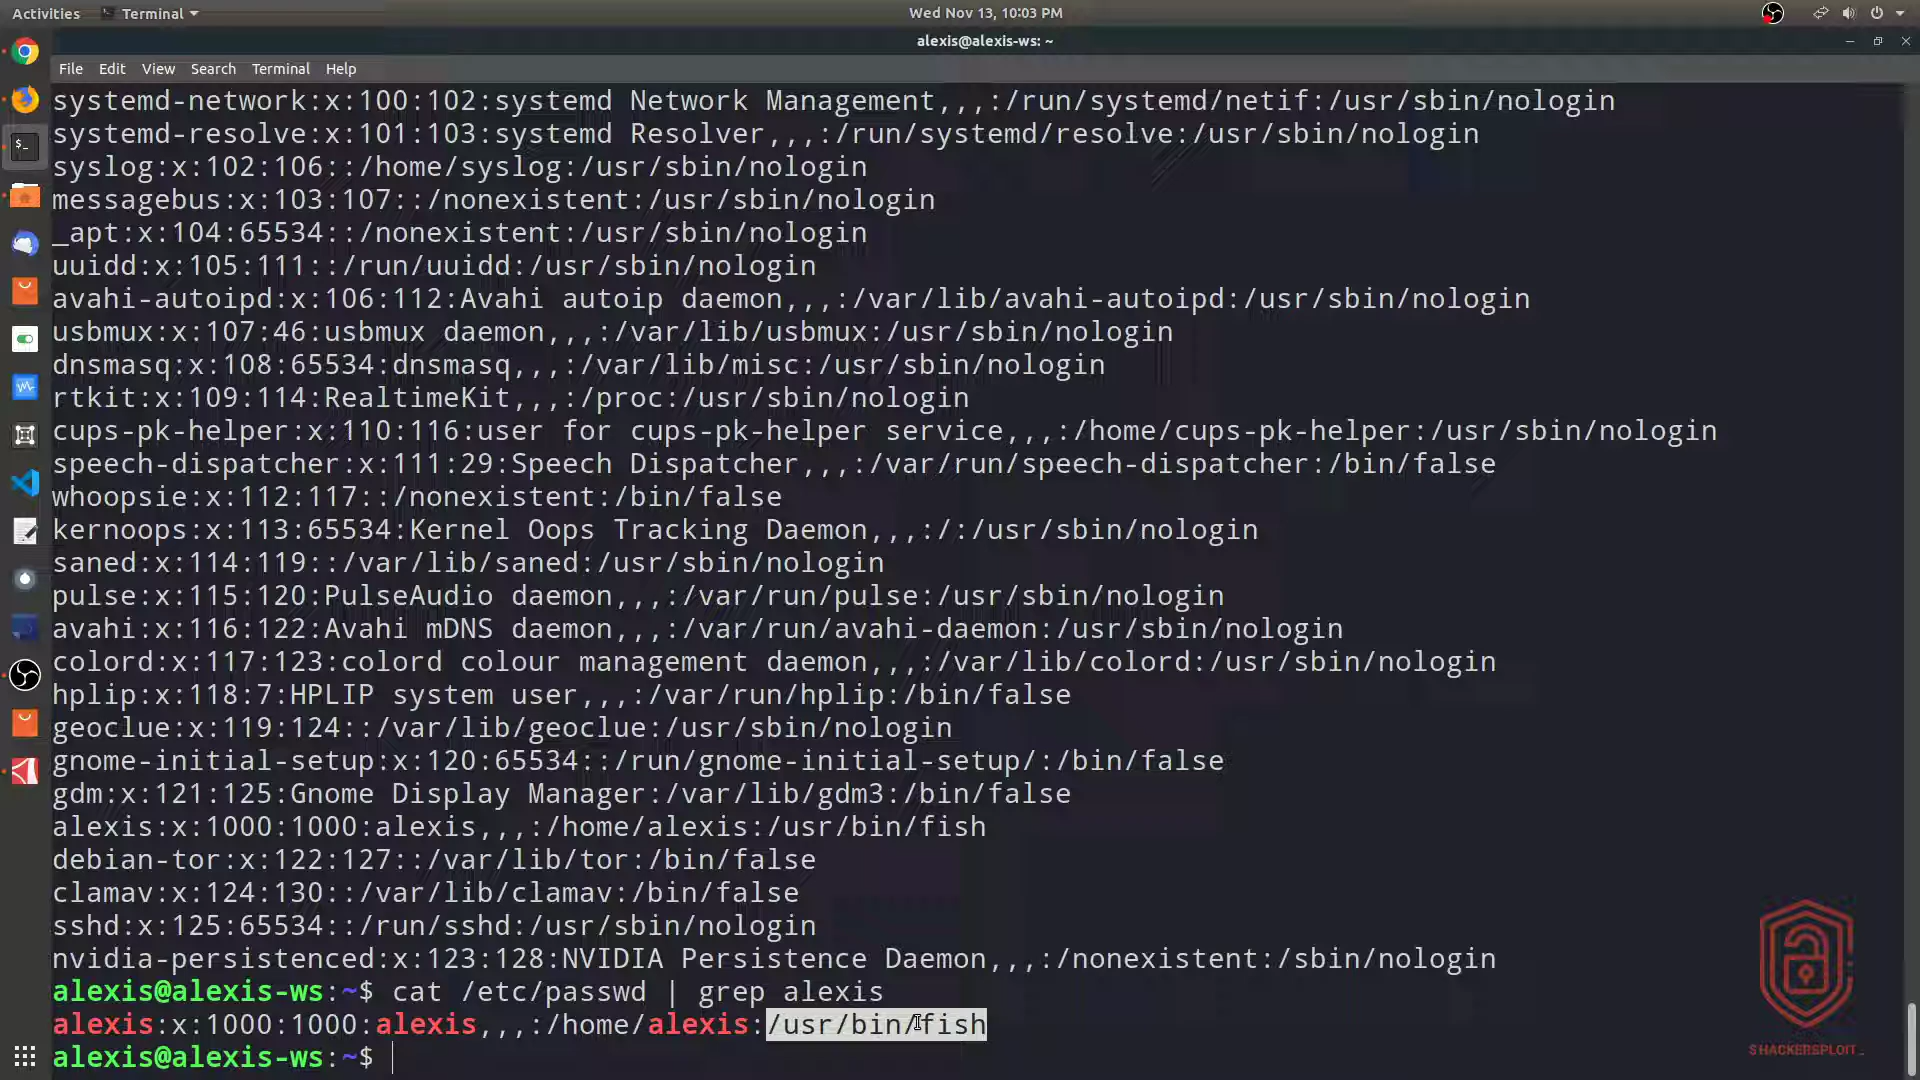 Activities Terminal Wed Nov 13, 10:03 PM
alexis@alexis-ws: ~
File Edit View Search Terminal Help
systemd-network:x:100:102:systemd Network Management,,,:/run/systemd/netif:/usr/sbin/nologin
systemd-resolve:x:101:103:systemd Resolver,,,:/run/systemd/resolve:/usr/sbin/nologin
syslog:x:102:106::/home/syslog:/usr/sbin/nologin
messagebus:x:103:107::/nonexistent:/usr/sbin/nologin
_apt:x:104:65534::/nonexistent:/usr/sbin/nologin
uuidd:x:105:111::/run/uuidd:/usr/sbin/nologin
avahi-autoipd:x:106:112:Avahi autoip daemon,,,:/var/lib/avahi-autoipd:/usr/sbin/nologin
usbmux:x:107:46:usbmux daemon,,,:/var/lib/usbmux:/usr/sbin/nologin
dnsmasq:x:108:65534:dnsmasq,,,:/var/lib/misc:/usr/sbin/nologin
rtkit:x:109:114:RealtimeKit,,,:/proc:/usr/sbin/nologin
cups-pk-helper:x:110:116:user for cups-pk-helper service,,,:/home/cups-pk-helper:/usr/sbin/nologin
speech-dispatcher:x:111:29:Speech Dispatcher,,,:/var/run/speech-dispatcher:/bin/false
whoopsie:x:112:117::/nonexistent:/bin/false
kernoops:x:113:65534:Kernel Oops Tracking Daemon,,,:/:/usr/sbin/nologin
saned:x:114:119::/var/lib/saned:/usr/sbin/nologin
pulse:x:115:120:PulseAudio daemon,,,:/var/run/pulse:/usr/sbin/nologin
avahi:x:116:122:Avahi mDNS daemon,,,:/var/run/avahi-daemon:/usr/sbin/nologin
colord:x:117:123:colord colour management daemon,,,:/var/lib/colord:/usr/sbin/nologin
hplip:x:118:7:HPLIP system user,,,:/var/run/hplip:/bin/false
geoclue:x:119:124::/var/lib/geoclue:/usr/sbin/nologin
gnome-initial-setup:x:120:65534::/run/gnome-initial-setup/:/bin/false
gdm:x:121:125:Gnome Display Manager:/var/lib/gdm3:/bin/false
alexis:x:1000:1000:alexis,,,:/home/alexis:/usr/bin/fish
debian-tor:x:122:127::/var/lib/tor:/bin/false
clamav:x:124:130::/var/lib/clamav:/bin/false
sshd:x:125:65534::/run/sshd:/usr/sbin/nologin
nvidia-persistenced:x:123:128:NVIDIA Persistence Daemon,,,:/nonexistent:/sbin/nologin
alexis@alexis-ws:~$ cat /etc/passwd | grep alexis
alexis:x:1000:1000:alexis,,,:/home/alexis:/usr/bin/fish
alexis@alexis-ws:~$
HACKERSPLOIT_